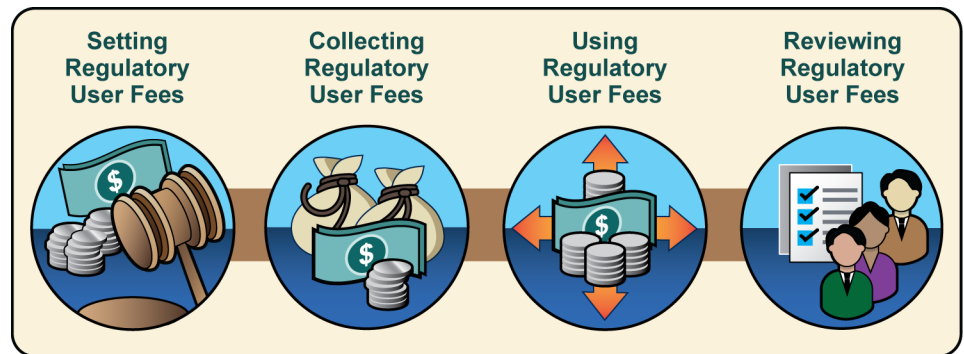 Setting
Regulatory
User Fees
Collecting
Regulatory
User Fees
Using
Regulatory
User Fees
Reviewing
Regulatory
User Fees
$
$
$